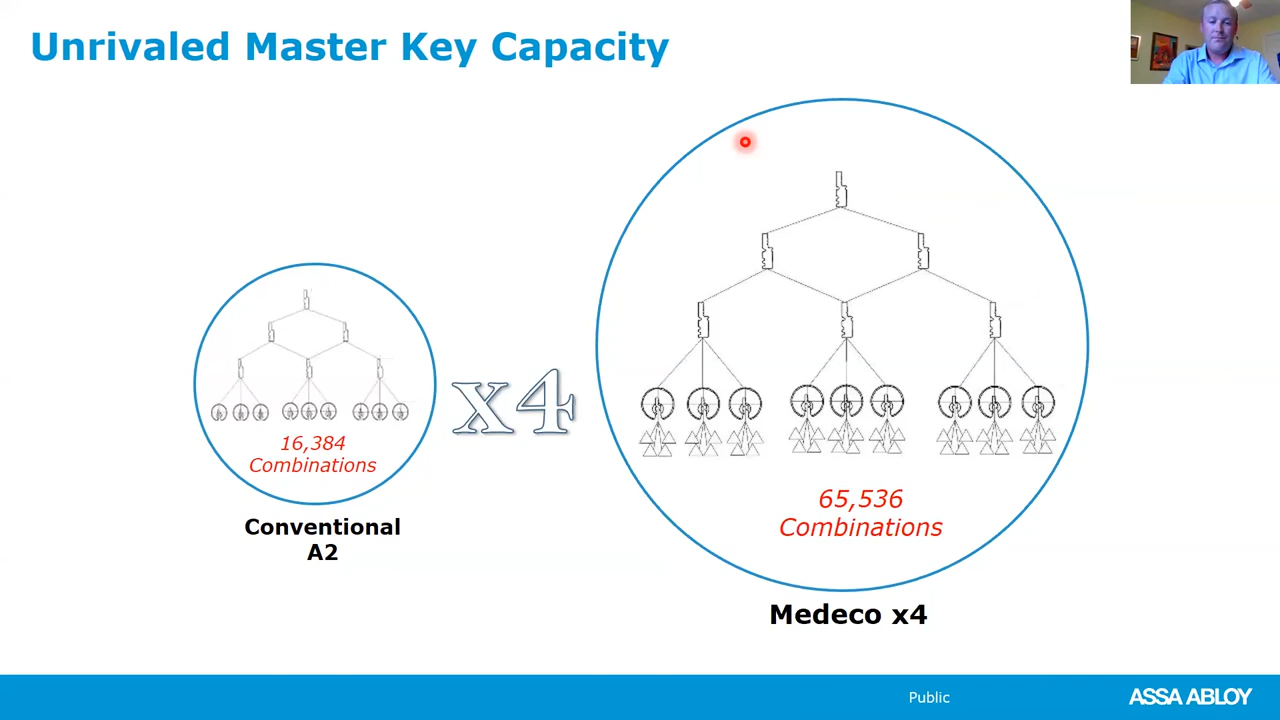 Unrivaled Master Key Capacity
16,384
Combinations
Conventional
A2
x4
65,536
Combinations
Medeco x4
Public
ASSA ABLOY